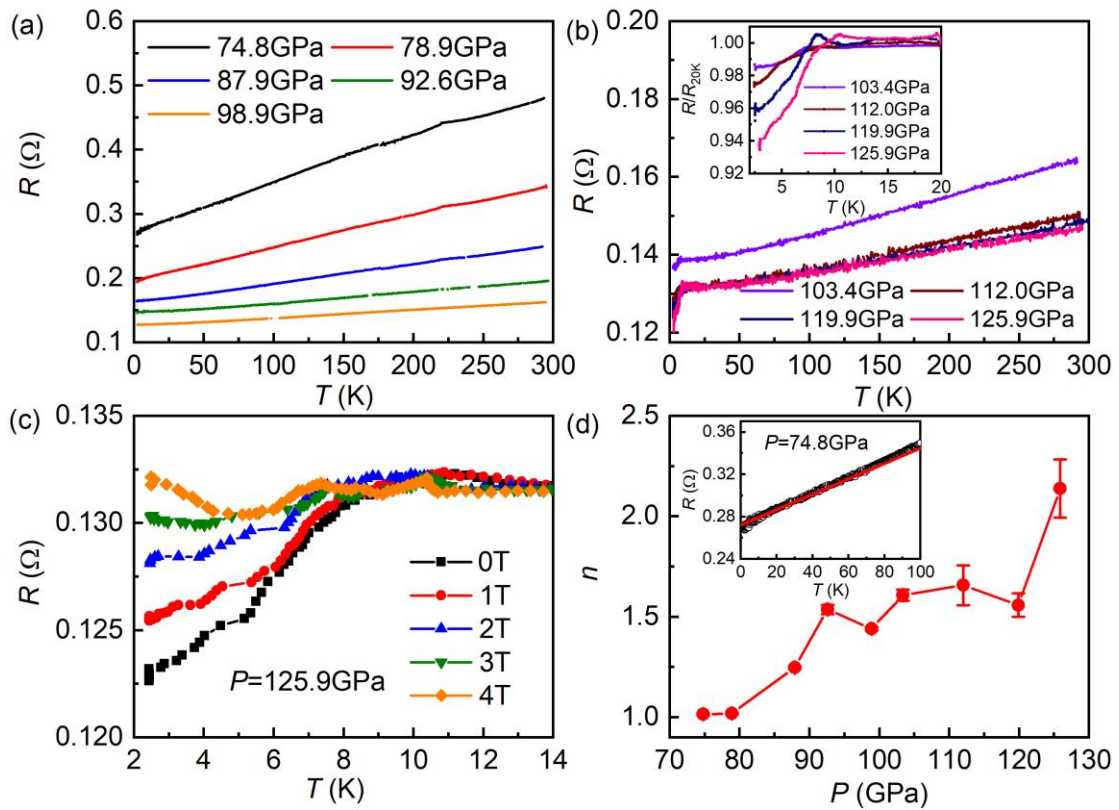 (a)
0.6
0.5
0.4
0.3
0.2
0.1
R (Ω)
74.8GPa 78.9GPa
87.9GPa 92.6GPa
98.9GPa
0 50 100 150 200 250 300
T (K)
(b)
0.20
0.18
0.16
0.14
0.12
R (Ω)
1.00
0.98
0.96
0.94
0.92
R/R20K
103.4GPa
112.0GPa
119.9GPa
125.9GPa
5 10 15 20
T (K)
103.4GPa 112.0GPa
119.9GPa 125.9GPa
0 50 100 150 200 250 300
T (K)
(c)
0.135
0.130
0.125
0.120
R (Ω)
0T
1T
2T
3T
4T
P=125.9GPa
2 4 6 8 10 12 14
T (K)
(d)
2.5
2.0
1.5
1.0
n
P=74.8GPa
0.36
0.32
0.28
0.24
R (Ω)
0 20 40 60 80 100
T (K)
70 80 90 100 110 120 130
P (GPa)